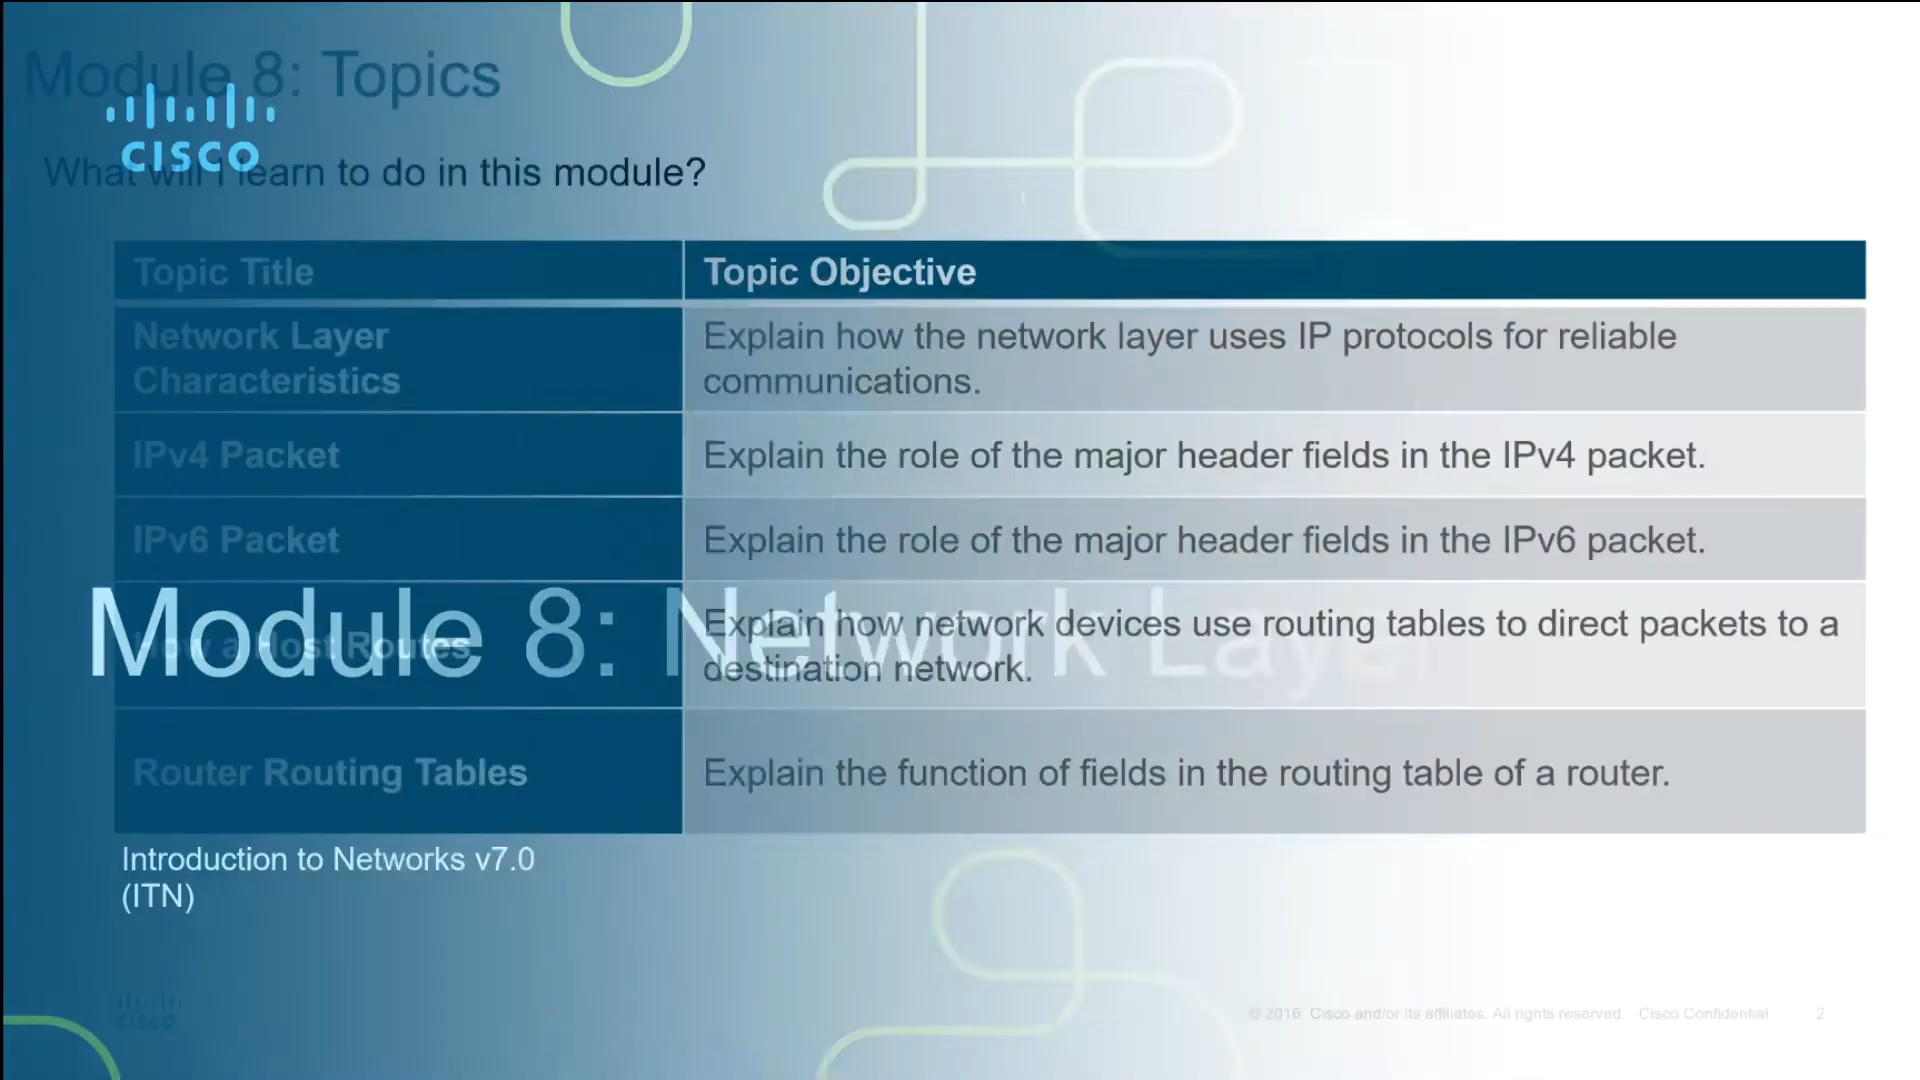 Module 8: Topics
CISCO
What will I learn to do in this module?
Topic Title
Topic Objective
Network Layer
Characteristics
Explain how the network layer uses IP protocols for reliable
communications.
IPv4 Packet
Explain the role of the major header fields in the IPv4 packet.
IPv6 Packet
Explain the role of the major header fields in the IPv6 packet.
Module 8: Network Layer
How a Host Routes
Explain how network devices use routing tables to direct packets to a
destination network.
Router Routing Tables
Explain the function of fields in the routing table of a router.
Introduction to Networks v7.0
(ITN)
CISCO
© 2016 Cisco and/or its affiliates. All rights reserved. Cisco Confidential
2